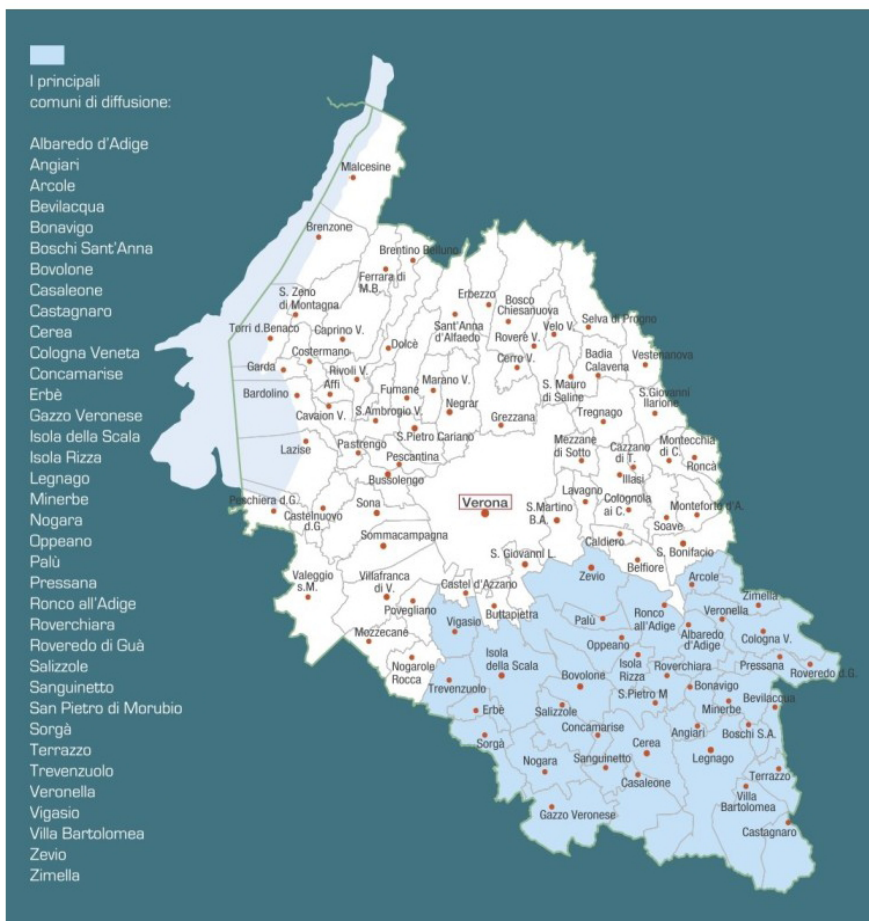 I principali
comuni di diffusione:
Albaredo d'Adige
Angiari
Arcole
Bevilacqua
Bonavigo
Boschi Sant'Anna
Bovolone
Casaleone
Castagnaro
Cerea
Cologna Veneta
Concamarise
Erbè
Gazzo Veronese
Isola della Scala
Isola Rizza
Legnago
Minerbe
Nogara
Oppeano
Palù
Pressana
Ronco all'Adige
Roverchiara
Roveredo di Guà
Salizzole
Sanguinetto
San Pietro di Morubio
Sorgà
Terrazzo
Trevenzuolo
Veronella
Vigasio
Villa Bartolomea
Zevio
Zimella
Malcesine
Brenzone
Brentino Belluno
Ferrara di
M.B.
S. Zeno
di Montagna
Erbezzo
Bosco
Chiesanuova
Selva di Progno
Torri d.Benaco
Caprino V.
Sant'Anna
d'Alfaedo
Roverè V.
Velo V.
Costermano
Dolcè
Cerro V.
Badia
Calavena
Vestenanova
Garda
Rivoli V.
Affi
Marano V.
S. Mauro
di Saline
S.Giovanni
Ilarione
Bardolino
Fumane
Negrar
Cavaion V.
S.Ambrogio V.
Grezzana
Tregnago
S.Pietro Cariano
Lazise
Pastrengo
Pescantina
Mezzane
di Sotto
Cazzano
di T.
Montecchia
di C.
Roncà
Bussolengo
Illasi
Peschiera d.G.
Castelnuovo
d.G.
Sona
Verona
Lavagno
S.Martino
B.A.
Colognola
ai C.
Monteforte d'A.
Soave
Sommacampagna
Caldiero
S. Bonifacio
S. Giovanni L.
Belfiore
Zevio
Arcole
Valeggio
s.M.
Villafranca
di V.
Castel d'Azzano
Povegliano
Buttapietra
Zimella
Vigasio
Palù
Ronco
all'Adige
Veronella
Mozzecane
Oppeano
Albaredo
d'Adige
Cologna V.
Nogarole
Rocca
Isola
della Scala
Isola
Rizza
Roverchiara
Pressana
Roveredo d.G.
Trevenzuolo
Bovolone
S.Pietro M
Bonavigo
Bevilacqua
Minerbe
Erbè
Salizzole
Sorgà
Concamarise
Angiari
Boschi S.A.
Cerea
Legnago
Nogara
Sanguinetto
Casaleone
Terrazzo
Villa
Bartolomea
Gazzo Veronese
Castagnaro